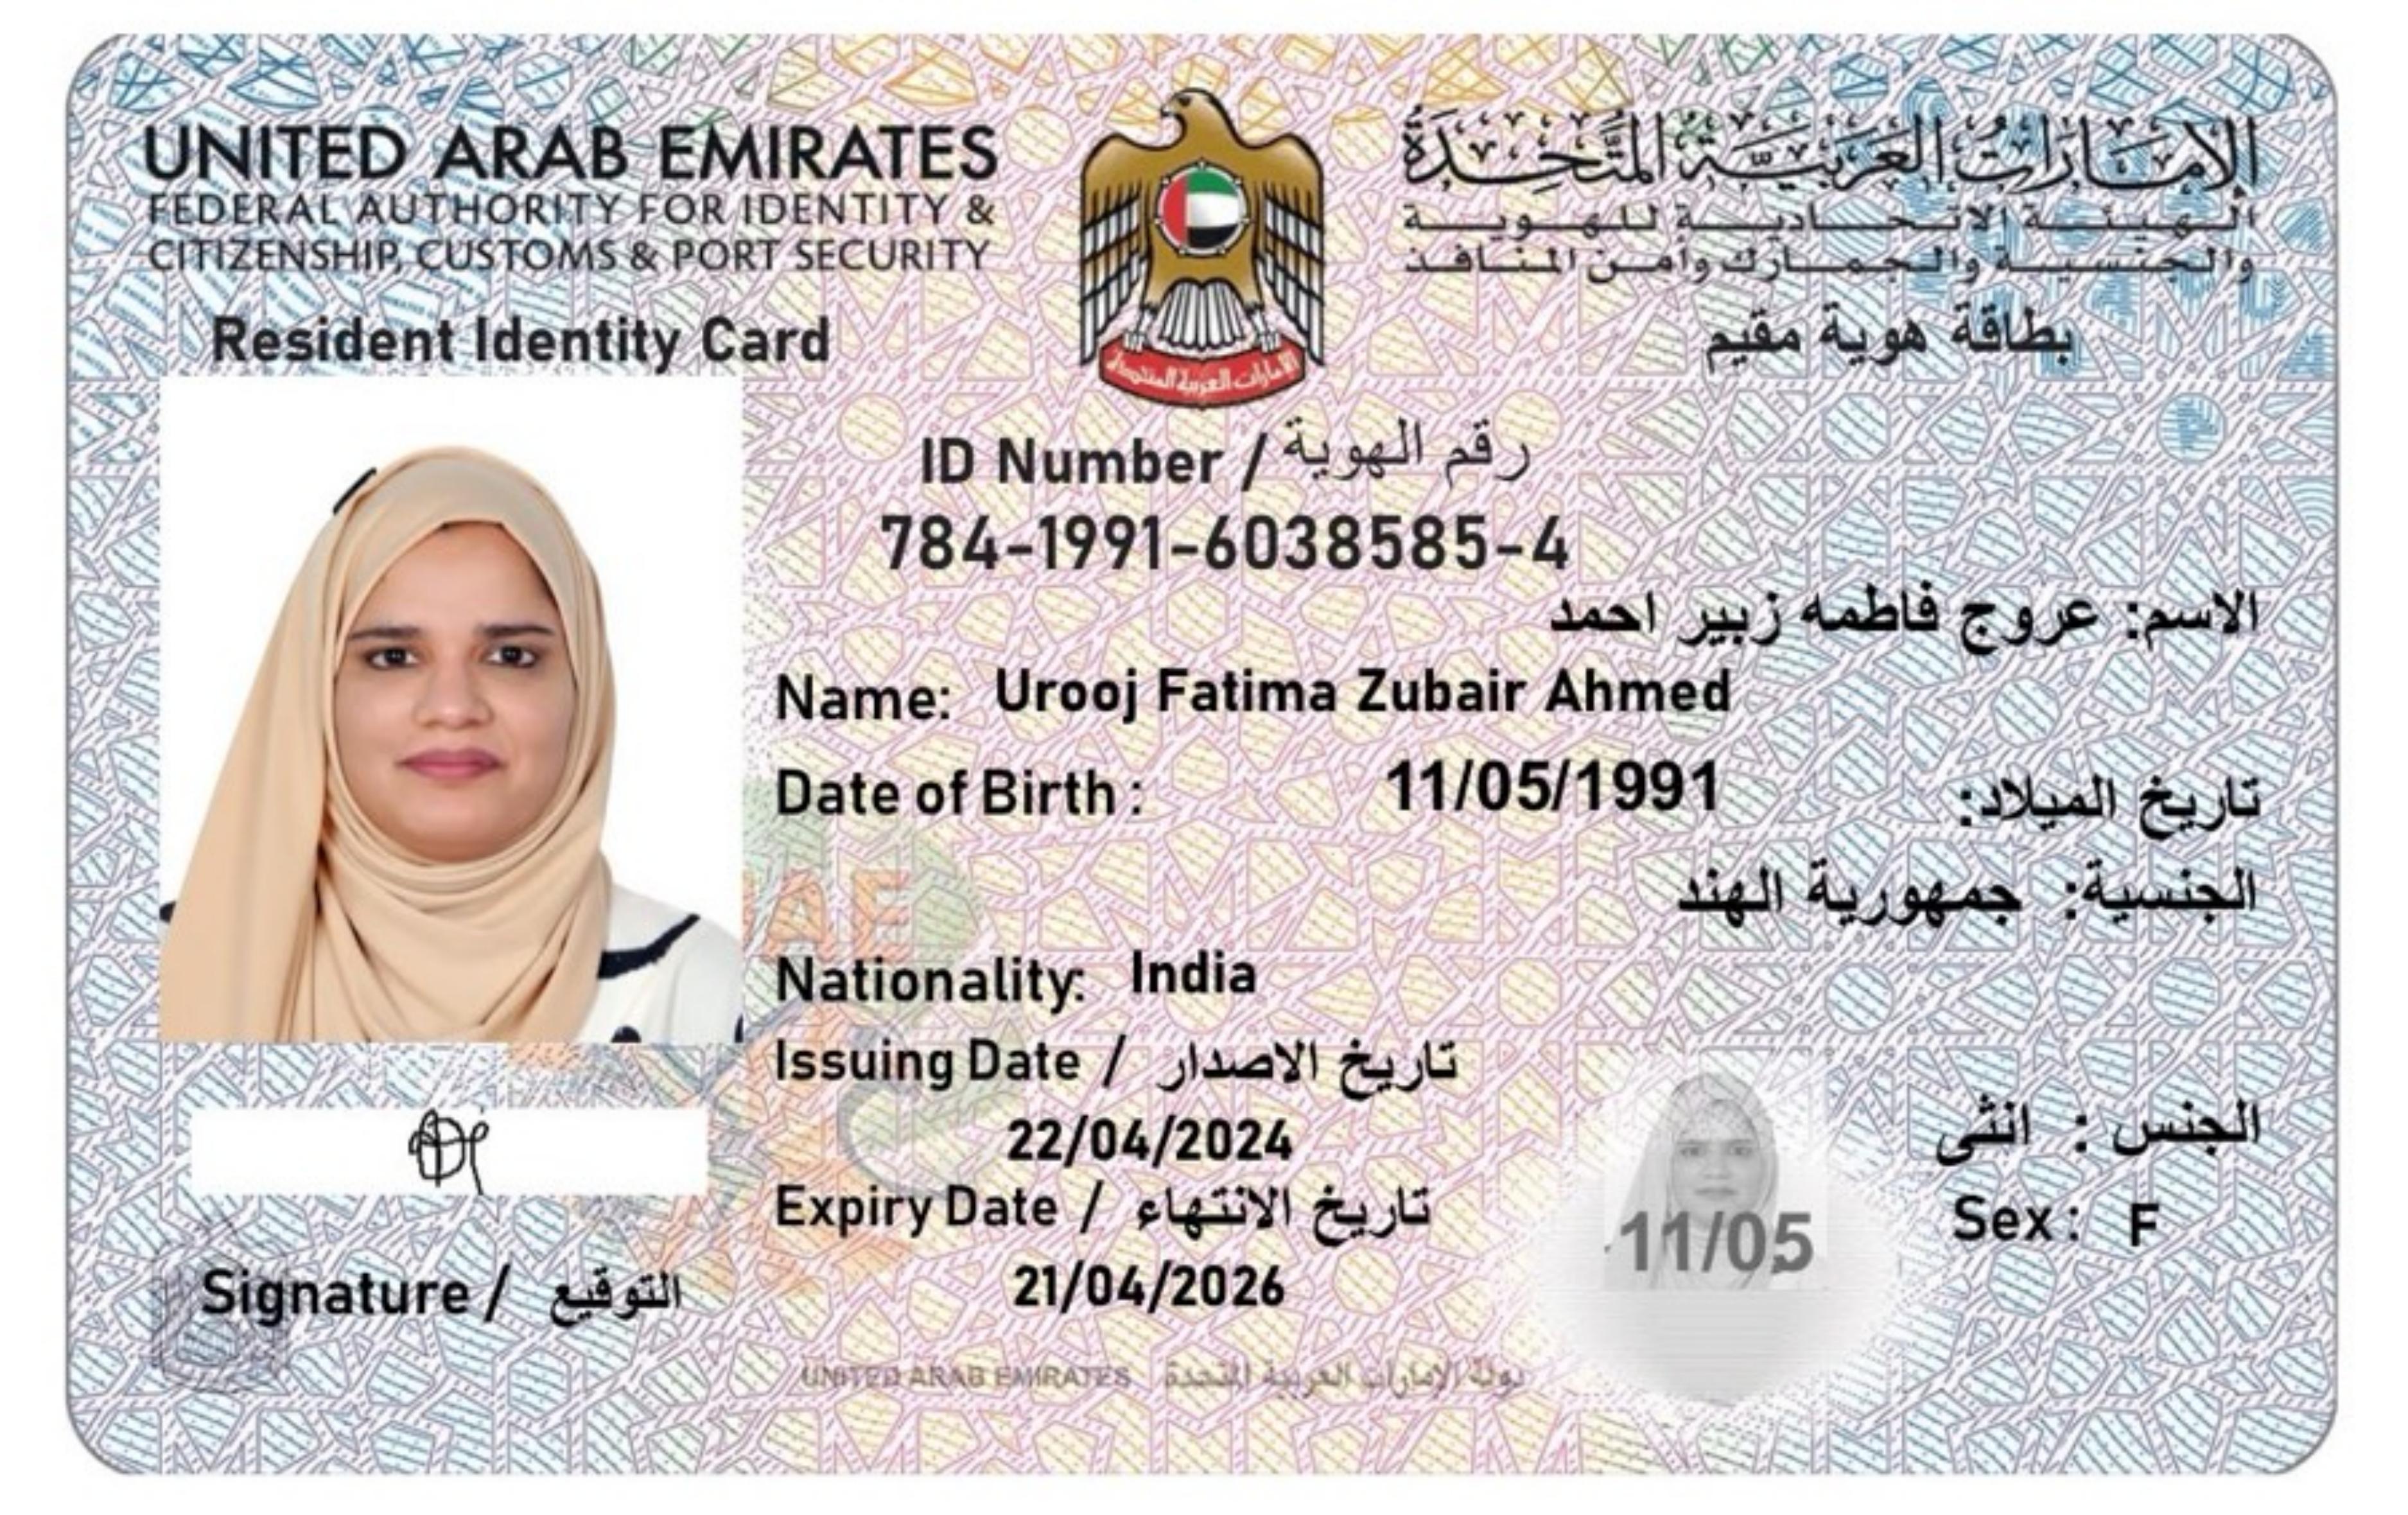 UNITED ARAB EMIRATES
FEDERAL AUTHORITY FOR IDENTITY &
CITIZENSHIP, CUSTOMS & PORT SECURITY
Resident Identity Card
الإمارات العربية المتحدة
الهيئة الاتحادية للهوية
والجنسية والجمارك وأمن المنافذ
بطاقة هوية مقيم
الامارات العربية المتحدة
ID Number / رقم الهوية
784-1991-6038585-4
الاسم: عروج فاطمه زبير احمد
Name: Urooj Fatima Zubair Ahmed
Date of Birth : 11/05/1991 تاريخ الميلاد:
الجنسية: جمهورية الهند
Nationality: India
Issuing Date / تاريخ الاصدار
22/04/2024
Expiry Date / تاريخ الانتهاء
21/04/2026
الجنس : انثى
Sex : F
11/05
Signature / التوقيع
UAE
UNITED ARAB EMIRATES دولة الإمارات العربية المتحدة